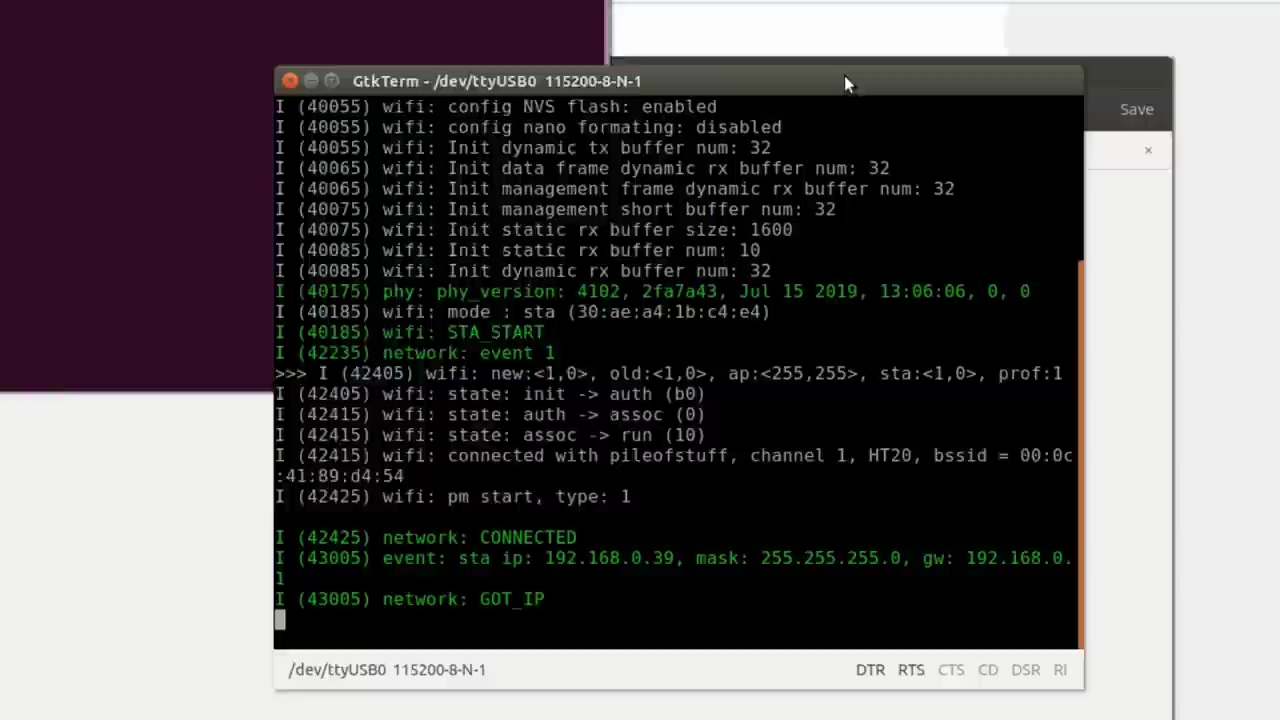 GtkTerm - /dev/ttyUSB0 115200-8-N-1
Save
×
I (40055) wifi: config NVS flash: enabled
I (40055) wifi: config nano formating: disabled
I (40055) wifi: Init dynamic tx buffer num: 32
I (40065) wifi: Init data frame dynamic rx buffer num: 32
I (40065) wifi: Init management frame dynamic rx buffer num: 32
I (40075) wifi: Init management short buffer num: 32
I (40075) wifi: Init static rx buffer size: 1600
I (40085) wifi: Init static rx buffer num: 10
I (40085) wifi: Init dynamic rx buffer num: 32
I (40175) phy: phy_version: 4102, 2fa7a43, Jul 15 2019, 13:06:06, 0, 0
I (40185) wifi: mode : sta (30:ae:a4:1b:c4:e4)
I (40185) wifi: STA_START
I (42235) network: event 1
>>> I (42405) wifi: new:<1,0>, old:<1,0>, ap:<255,255>, sta:<1,0>, prof:1
I (42405) wifi: state: init -> auth (b0)
I (42415) wifi: state: auth -> assoc (0)
I (42415) wifi: state: assoc -> run (10)
I (42415) wifi: connected with pileofstuff, channel 1, HT20, bssid = 00:0c
:41:89:d4:54
I (42425) wifi: pm start, type: 1
I (42425) network: CONNECTED
I (43005) event: sta ip: 192.168.0.39, mask: 255.255.255.0, gw: 192.168.0.
1
I (43005) network: GOT_IP
/dev/ttyUSB0 115200-8-N-1
DTR RTS CTS CD DSR RI